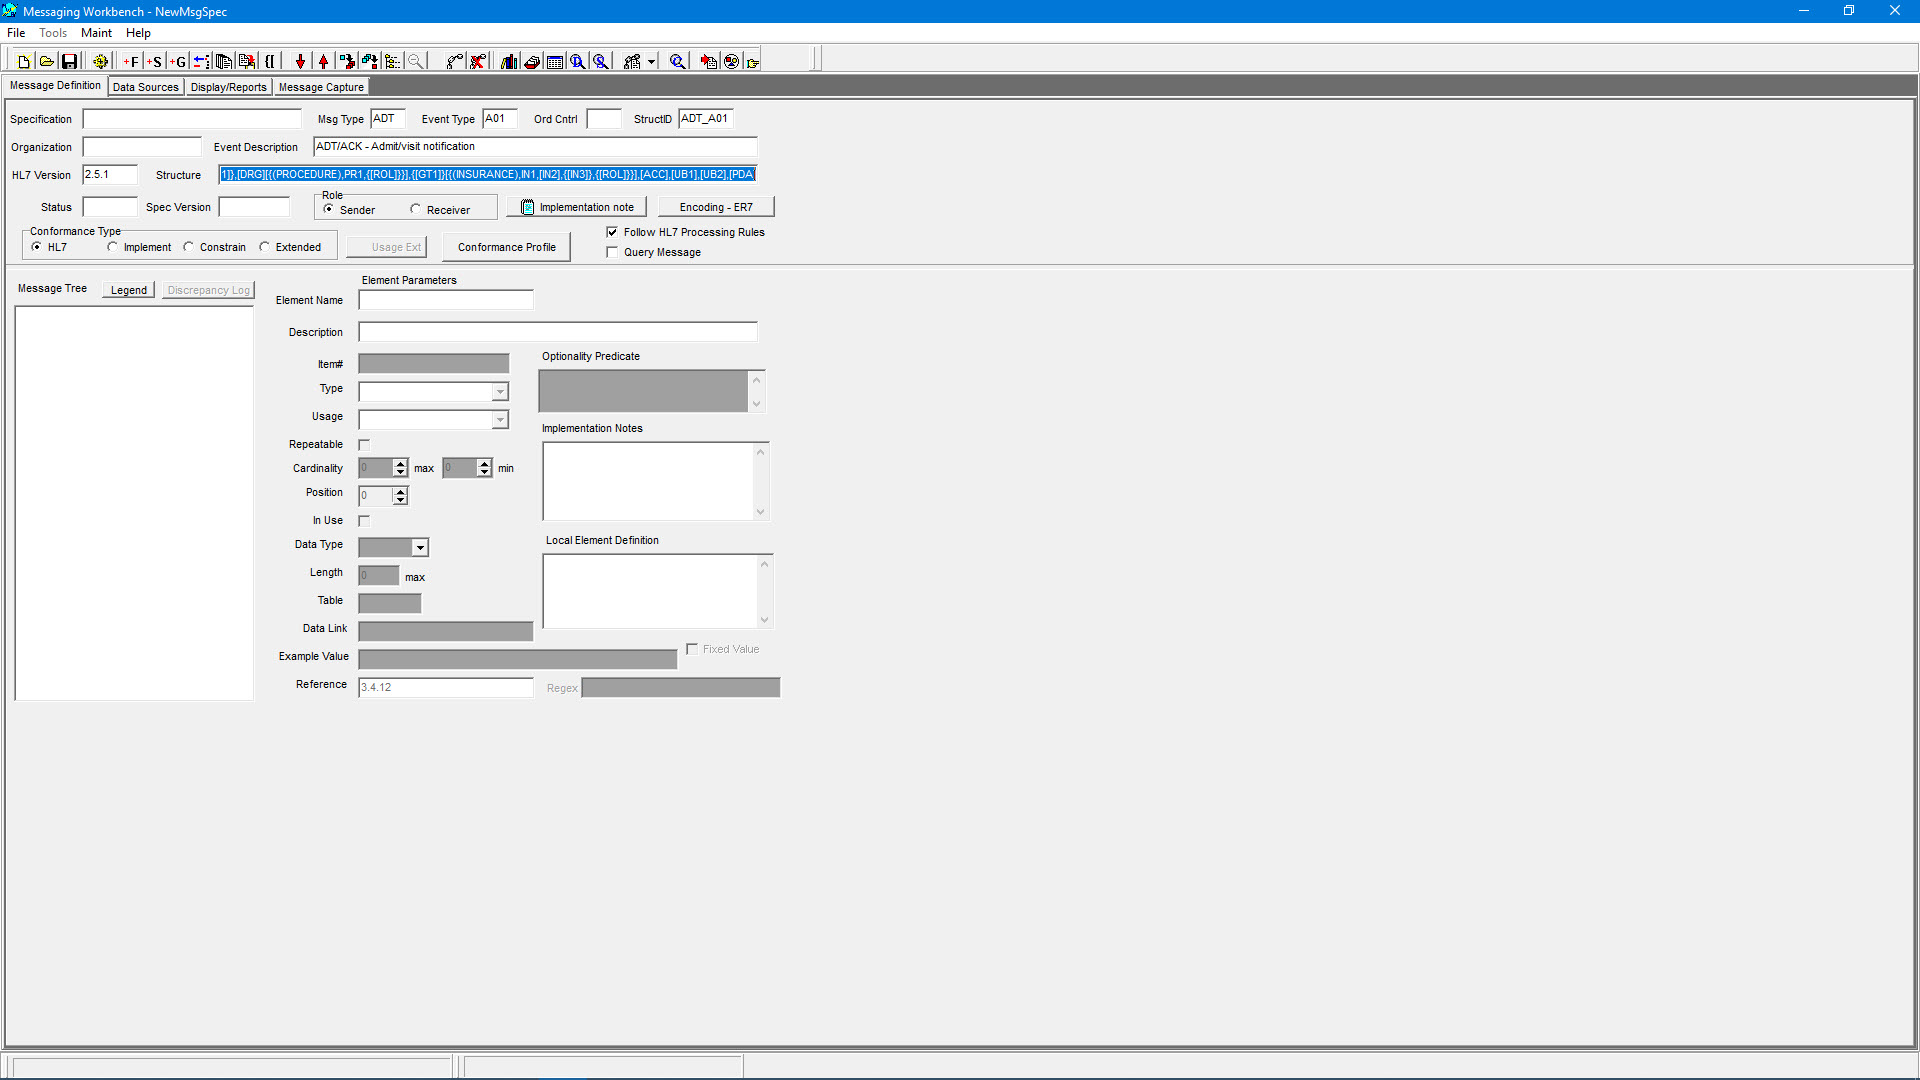 Messaging Workbench - NewMsgSpec
File Tools Maint Help
+F +S +G {[
Message Definition Data Sources Display/Reports Message Capture
Specification Msg Type ADT Event Type A01 Ord Cntrl StructID ADT_A01
Organization Event Description ADT/ACK - Admit/visit notification
HL7 Version 2.5.1 Structure 1]},[DRG][{(PROCEDURE),PR1,{[ROL]}}],{[GT1]}[{(INSURANCE),IN1,[IN2],{[IN3]},{[ROL]}}],[ACC],[UB1],[UB2],[PDA]
Status Spec Version Role Sender Receiver Implementation note Encoding - ER7
Conformance Type HL7 Implement Constrain Extended Usage Ext Conformance Profile Follow HL7 Processing Rules
Query Message
Message Tree Legend Discrepancy Log
Element Parameters
Element Name
Description
Item#
Type
Usage
Repeatable
Cardinality 0 max 0 min
Position 0
In Use
Data Type
Length 0 max
Table
Data Link
Example Value
Reference 3.4.12
Optionality Predicate
Implementation Notes
Local Element Definition
Fixed Value
Regex